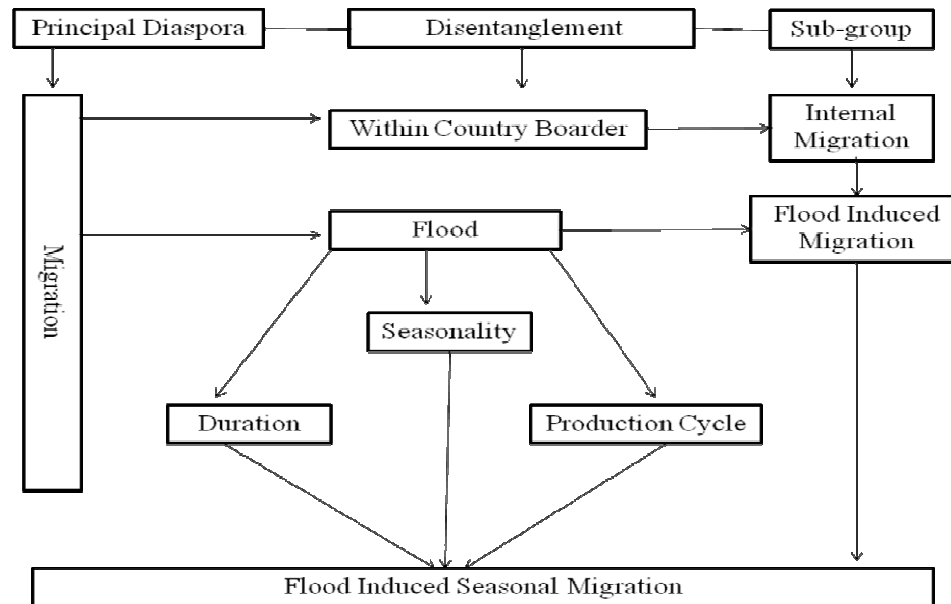 Principal Diaspora
Disentanglement
Sub-group
Migration
Within Country Boarder
Internal
Migration
Flood
Flood Induced
Migration
Seasonality
Duration
Production Cycle
Flood Induced Seasonal Migration